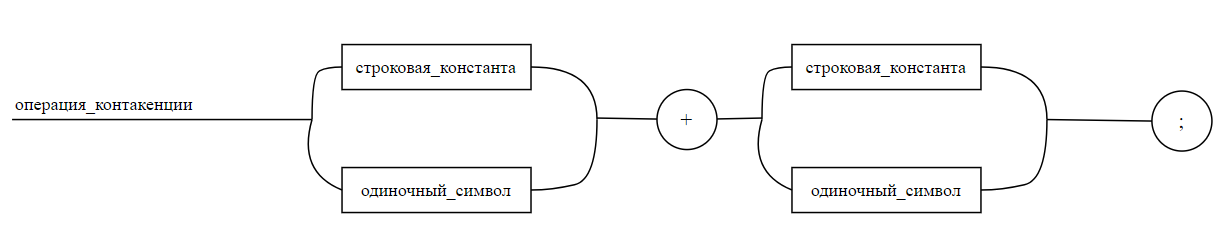 операция_контакенции
строковая_константа
одиночный_символ
+
строковая_константа
одиночный_символ
;